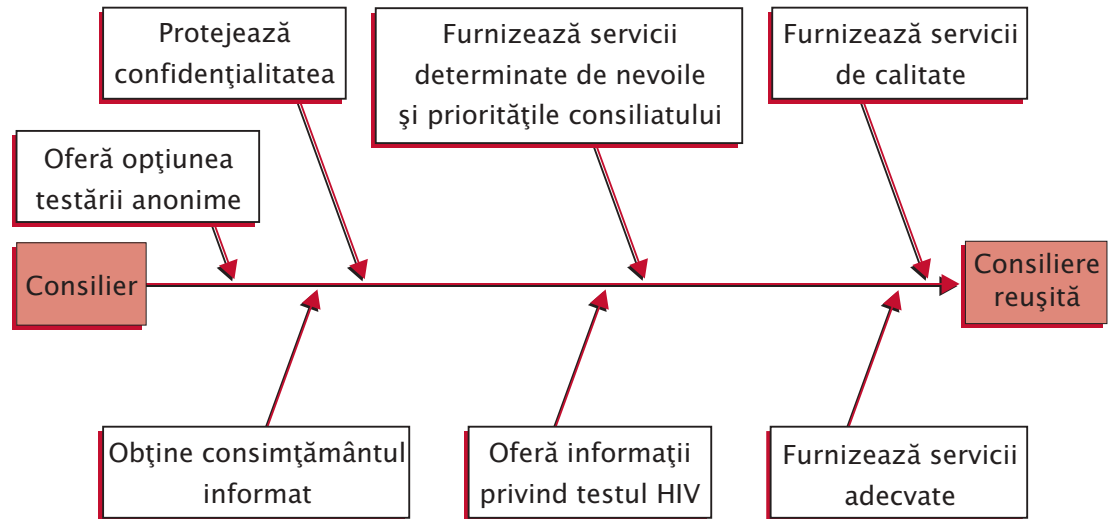 Protejează
confidenţialitatea
Furnizează servicii
determinate de nevoile
şi priorităţile consiliatului
Furnizează servicii
de calitate
Oferă opţiunea
testării anonime
Consilier
Consiliere
reuşită
Obţine consimţământul
informat
Oferă informaţii
privind testul HIV
Furnizează servicii
adecvate